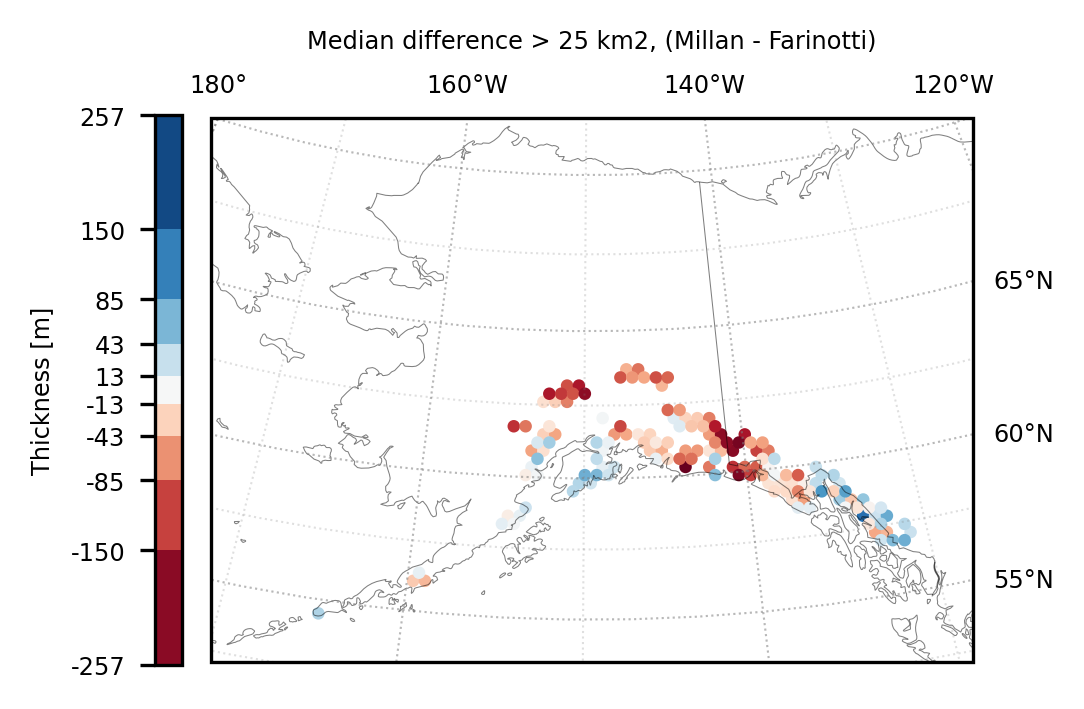 Median difference > 25 km2, (Millan - Farinotti)
180°
160°W
140°W
120°W
257
150
85
43
13
-13
-43
-85
-150
-257
Thickness [m]
65°N
60°N
55°N